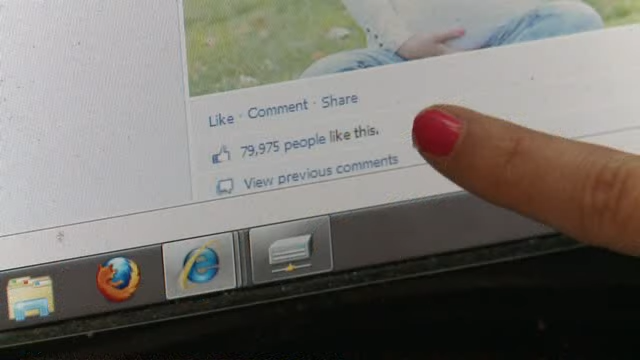 Like · Comment · Share
79,975 people like this.
View previous comments